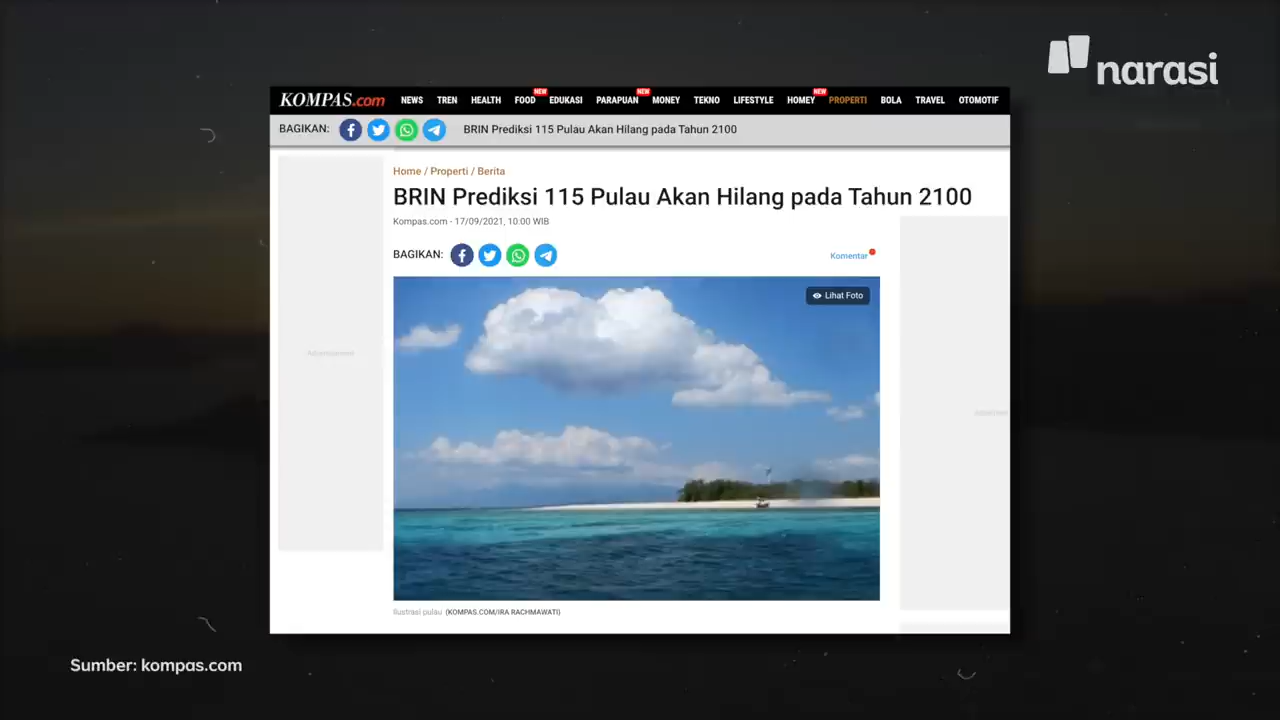 narasi
KOMPAS.com NEWS TREN HEALTH FOOD NEW EDUKASI PARAPUAN NEW MONEY TEKNO LIFESTYLE HOMEY NEW PROPERTI BOLA TRAVEL OTOMOTIF
BAGIKAN: BRIN Prediksi 115 Pulau Akan Hilang pada Tahun 2100
Home / Properti / Berita
BRIN Prediksi 115 Pulau Akan Hilang pada Tahun 2100
Kompas.com - 17/09/2021, 10:00 WIB
BAGIKAN:
Komentar
Lihat Foto
Advertisement
Ilustrasi pulau (KOMPAS.COM/IRA RACHMAWATI)
Sumber: kompas.com